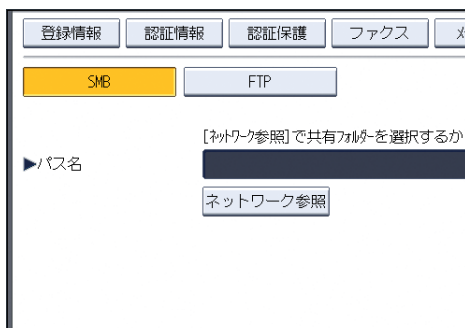 登録情報 認証情報 認証保護 ファクス
SMB FTP
[ネットワーク参照]で共有フォルダーを選択するか
▶パス名
ネットワーク参照